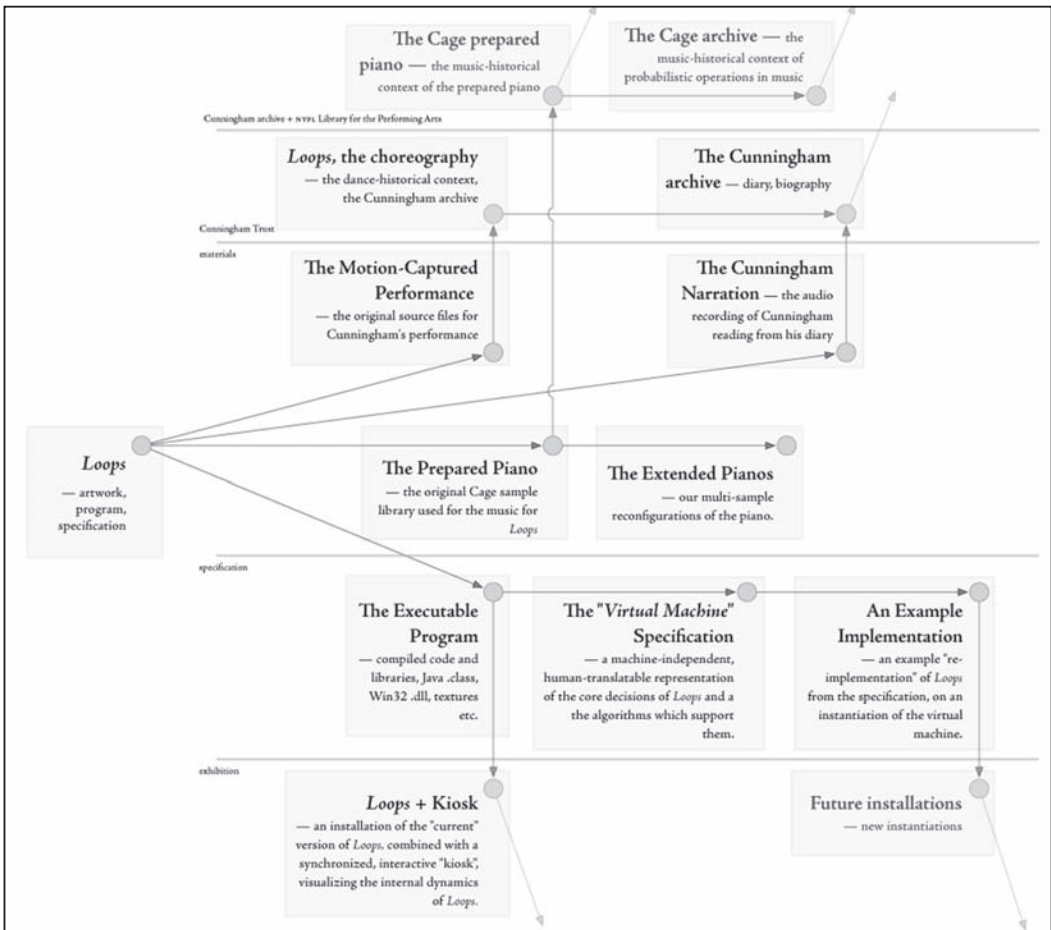 The Cage prepared
piano — the music-historical
context of the prepared piano
The Cage archive — the
music-historical context of
probabilistic operations in music
Cunningham archive + NYPL Library for the Performing Arts
Loops, the choreography
— the dance-historical context,
the Cunningham archive
The Cunningham
archive — diary, biography
Cunningham Trust
materials
The Motion-Captured
Performance
— the original source files for
Cunningham's performance
The Cunningham
Narration — the audio
recording of Cunningham
reading from his diary
Loops
— artwork,
program,
specification
The Prepared Piano
— the original Cage sample
library used for the music for
Loops
The Extended Pianos
— our multi-sample
reconfigurations of the piano.
specification
The Executable
Program
— compiled code and
libraries, Java .class,
Win32 .dll, textures
etc.
The "Virtual Machine"
Specification
— a machine-independent,
human-translatable representation
of the core decisions of Loops and a
the algorithms which support
them.
An Example
Implementation
— an example "re-
implementation" of Loops
from the specification, on an
instantiation of the virtual
machine.
exhibition
Loops + Kiosk
— an installation of the "current"
version of Loops, combined with a
synchronized, interactive "kiosk",
visualizing the internal dynamics
of Loops.
Future installations
— new instantiations